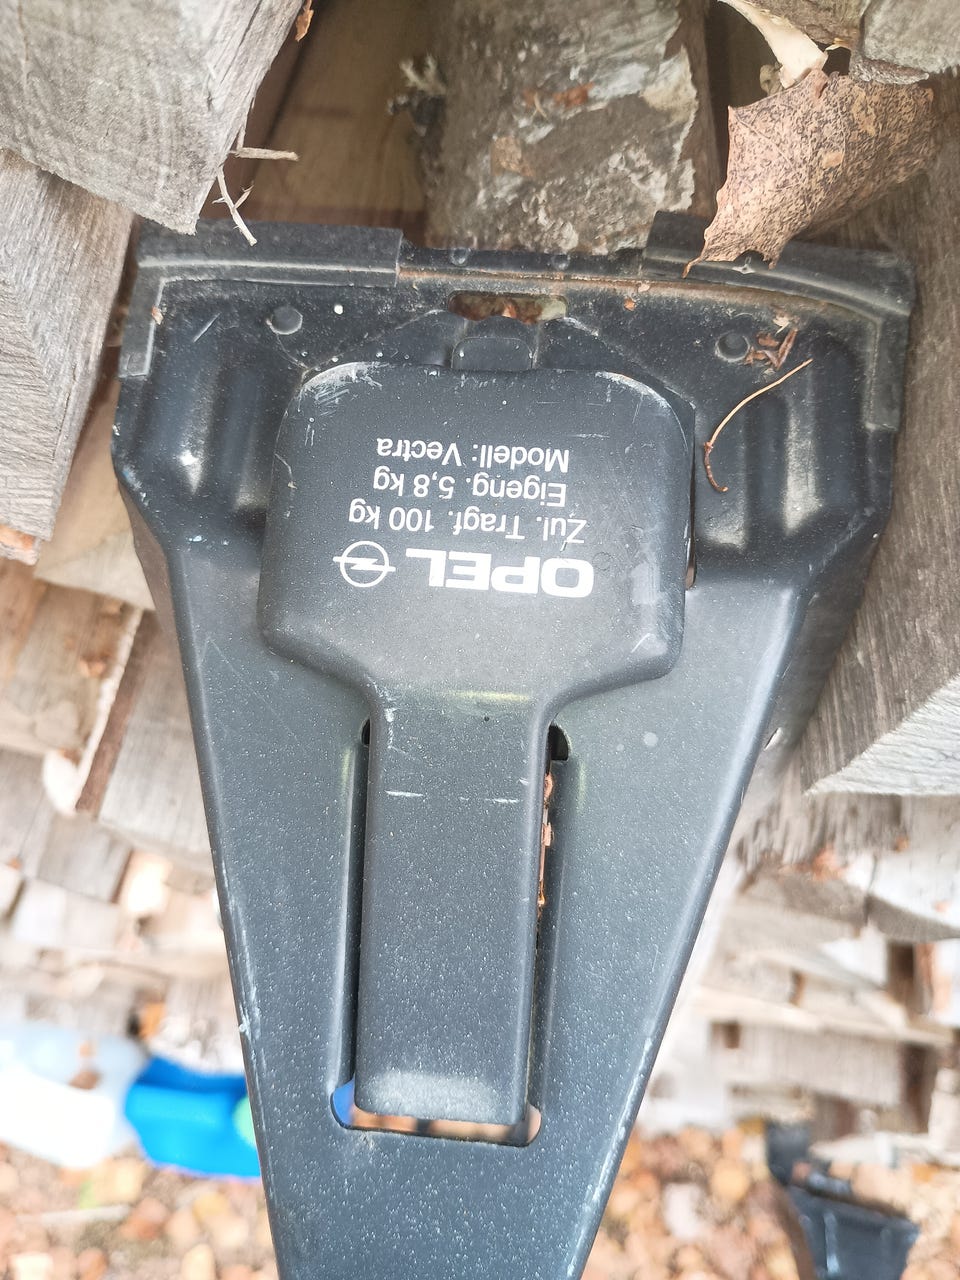 OPEL
Zul. Tragf. 100 kg
Eigeng. 5,8 kg
Modell: Vectra